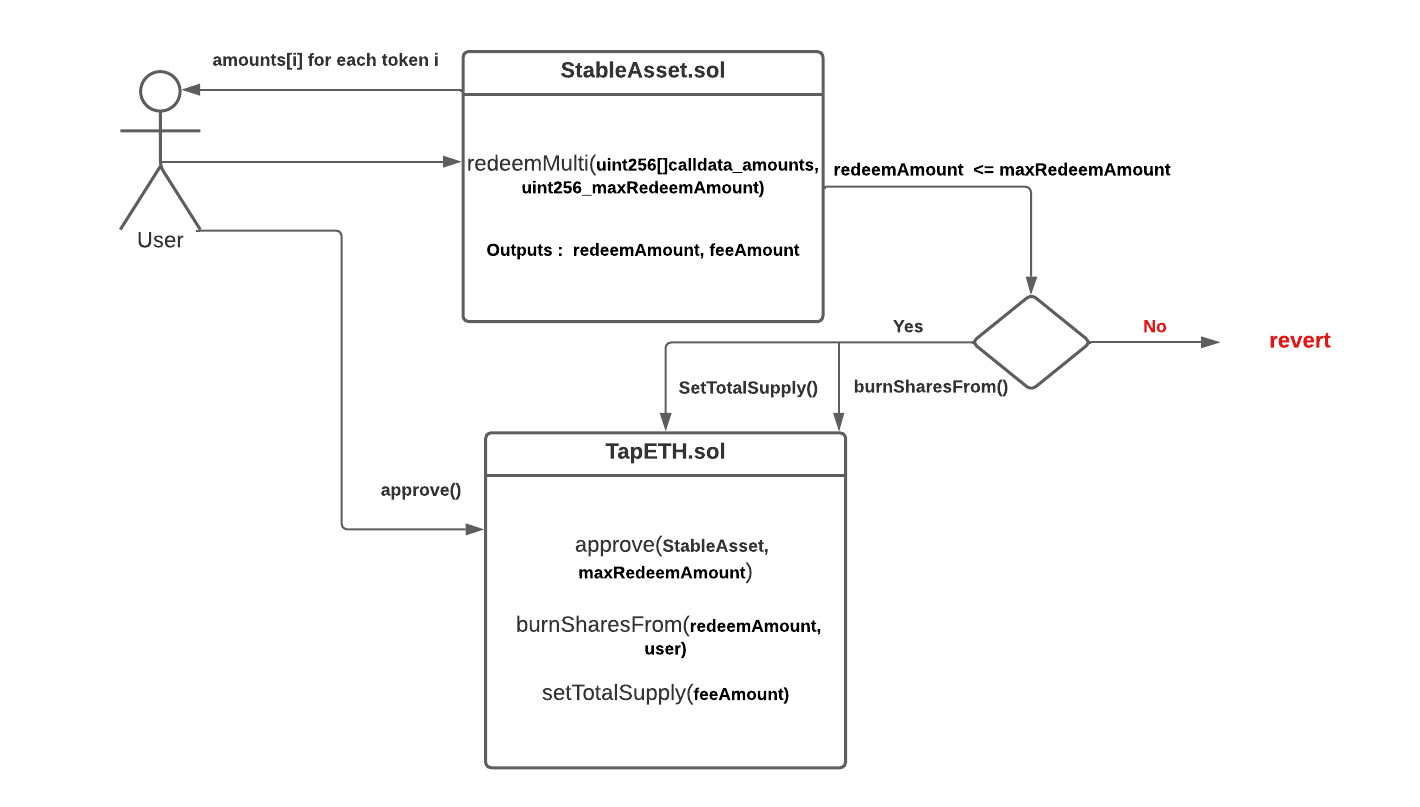 amounts[i] for each token i
StableAsset.sol
redeemMulti(uint256[]calldata_amounts,
uint256_maxRedeemAmount)
redeemAmount <= maxRedeemAmount
User
Outputs : redeemAmount, feeAmount
Yes
No
revert
SetTotalSupply()
burnSharesFrom()
TapETH.sol
approve()
approve(StableAsset,
maxRedeemAmount)
burnSharesFrom(redeemAmount,
user)
setTotalSupply(feeAmount)